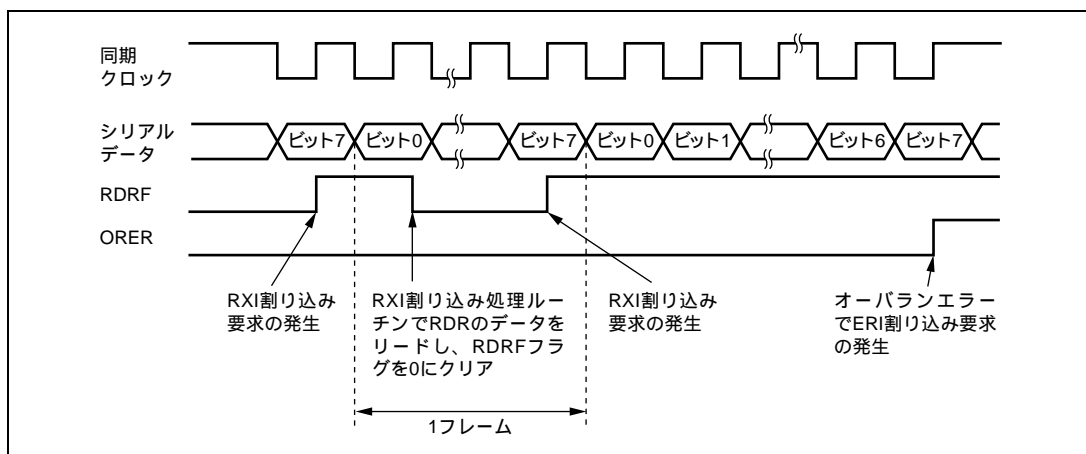 同期
クロック
シリアル
データ
ビット7
ビット0
ビット7
ビット0
ビット1
ビット6
ビット7
RDRF
ORER
RXI割り込み
要求の発生
RXI割り込み処理ルー
チンでRDRのデータを
リードし、RDRFフラ
グを0にクリア
RXI割り込み
要求の発生
オーバランエラー
でERI割り込み要求
の発生
1フレーム